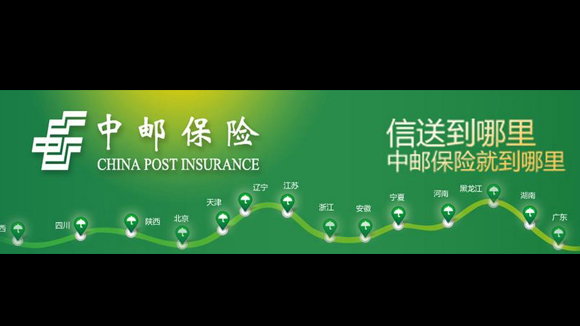 中邮保险
CHINA POST INSURANCE
信送到哪里
中邮保险就到哪里
西
四川
陕西
北京
天津
辽宁
江苏
浙江
安徽
宁夏
河南
黑龙江
湖南
广东